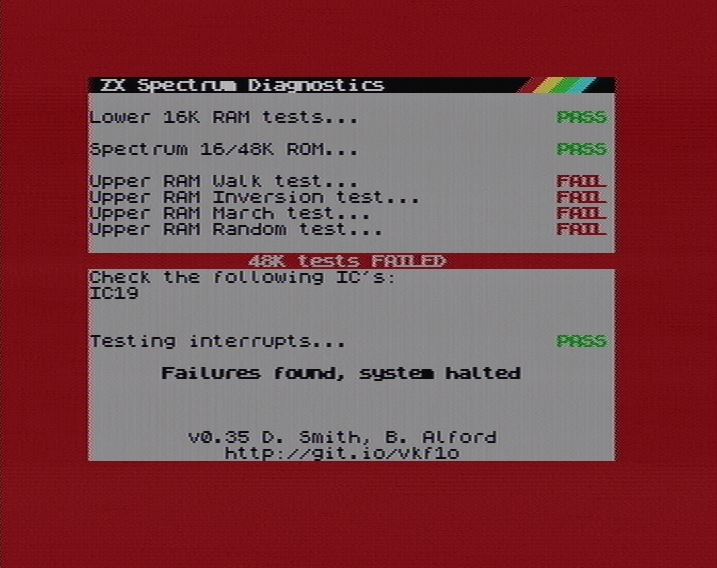 ZX Spectrum Diagnostics
Lower 16K RAM tests... PASS
Spectrum 16/48K ROM... PASS
Upper RAM Walk test... FAIL
Upper RAM Inversion test... FAIL
Upper RAM March test... FAIL
Upper RAM Random test... FAIL
48K tests FAILED
Check the following IC's:
IC19
Testing interrupts... PASS
Failures found, system halted
v0.35 D. Smith, B. Alford
http://git.io/vkf1o